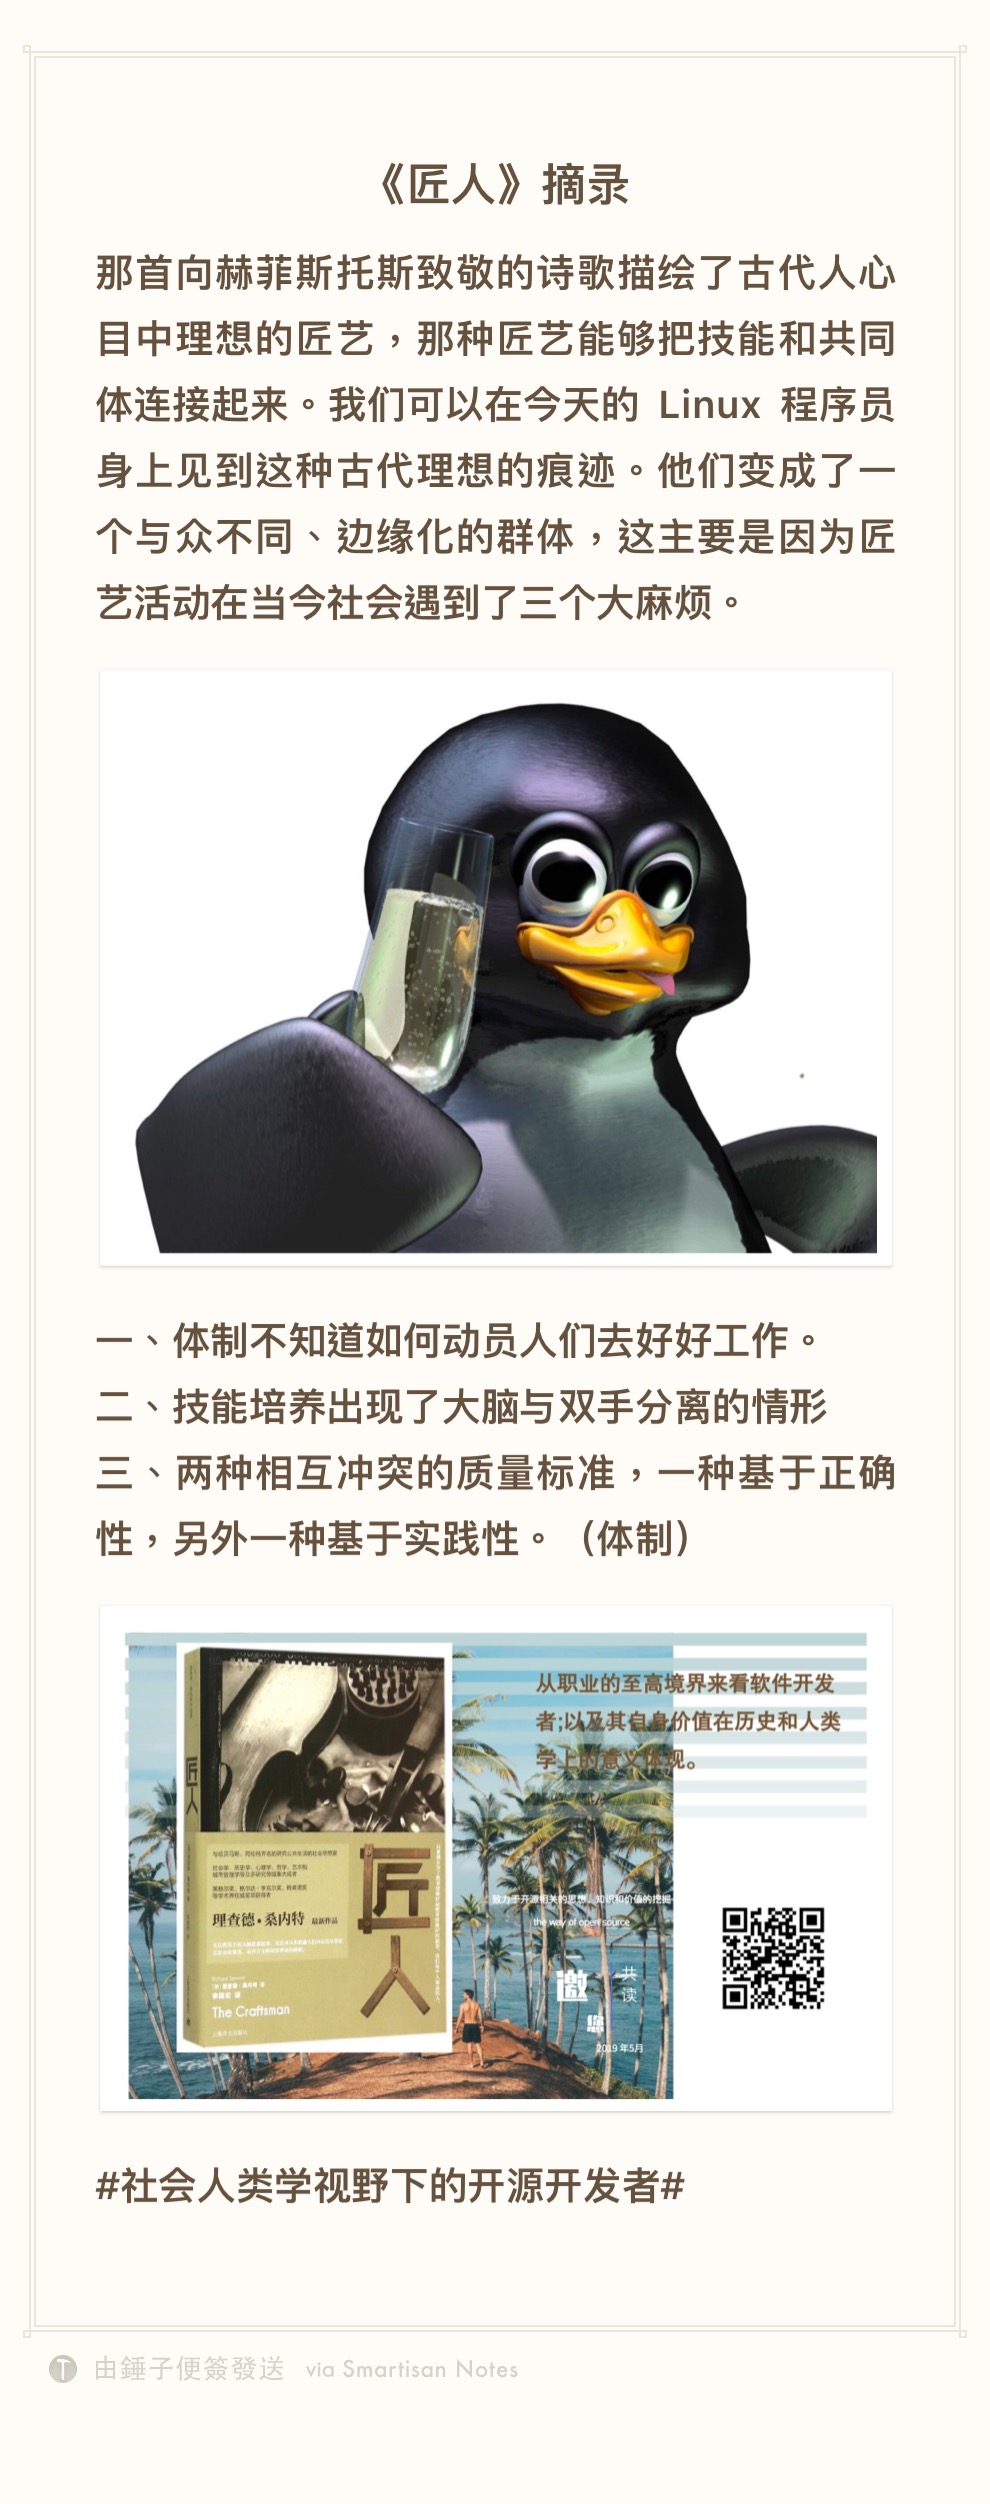 《匠人》摘录
那首向赫菲斯托斯致敬的诗歌描绘了古代人心
目中理想的匠艺，那种匠艺能够把技能和共同
体连接起来。我们可以在今天的 Linux 程序员
身上见到这种古代理想的痕迹。他们变成了一
个与众不同、边缘化的群体，这主要是因为匠
艺活动在当今社会遇到了三个大麻烦。
一、体制不知道如何动员人们去好好工作。
二、技能培养出现了大脑与双手分离的情形
三、两种相互冲突的质量标准，一种基于正确
性，另外一种基于实践性。（体制）
从职业的至高境界来看软件开发
者;以及其自身价值在历史和人类
学上的意义体现。
匠人
匠人
理查德·桑内特 最新作品
The Craftsman
致力于开源相关的思想、知识和价值的挖掘
the way of open source
邀
您
共
读
2019 年5月
#社会人类学视野下的开源开发者#
由錘子便簽發送 via Smartisan Notes